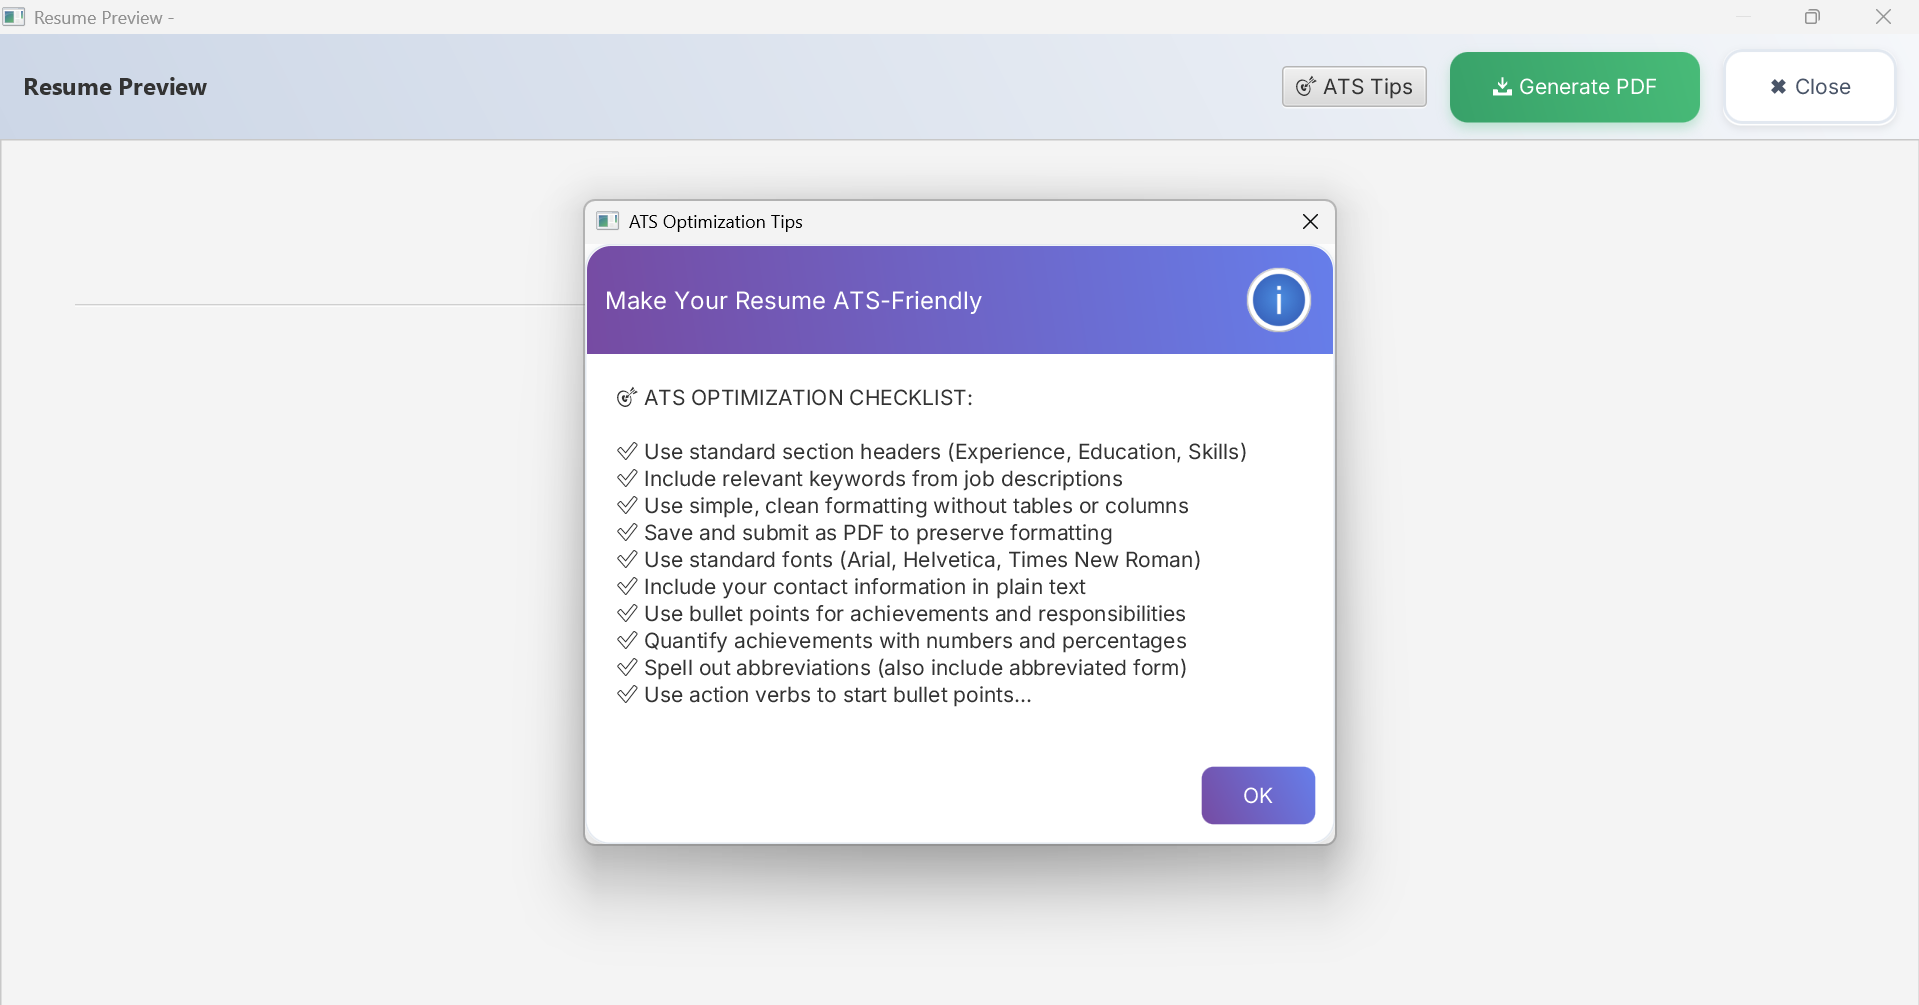 Resume Preview -
Resume Preview
ATS Tips
Generate PDF
✖ Close
ATS Optimization Tips
Make Your Resume ATS-Friendly
i
🎯 ATS OPTIMIZATION CHECKLIST:
✅ Use standard section headers (Experience, Education, Skills)
✅ Include relevant keywords from job descriptions
✅ Use simple, clean formatting without tables or columns
✅ Save and submit as PDF to preserve formatting
✅ Use standard fonts (Arial, Helvetica, Times New Roman)
✅ Include your contact information in plain text
✅ Use bullet points for achievements and responsibilities
✅ Quantify achievements with numbers and percentages
✅ Spell out abbreviations (also include abbreviated form)
✅ Use action verbs to start bullet points...
OK